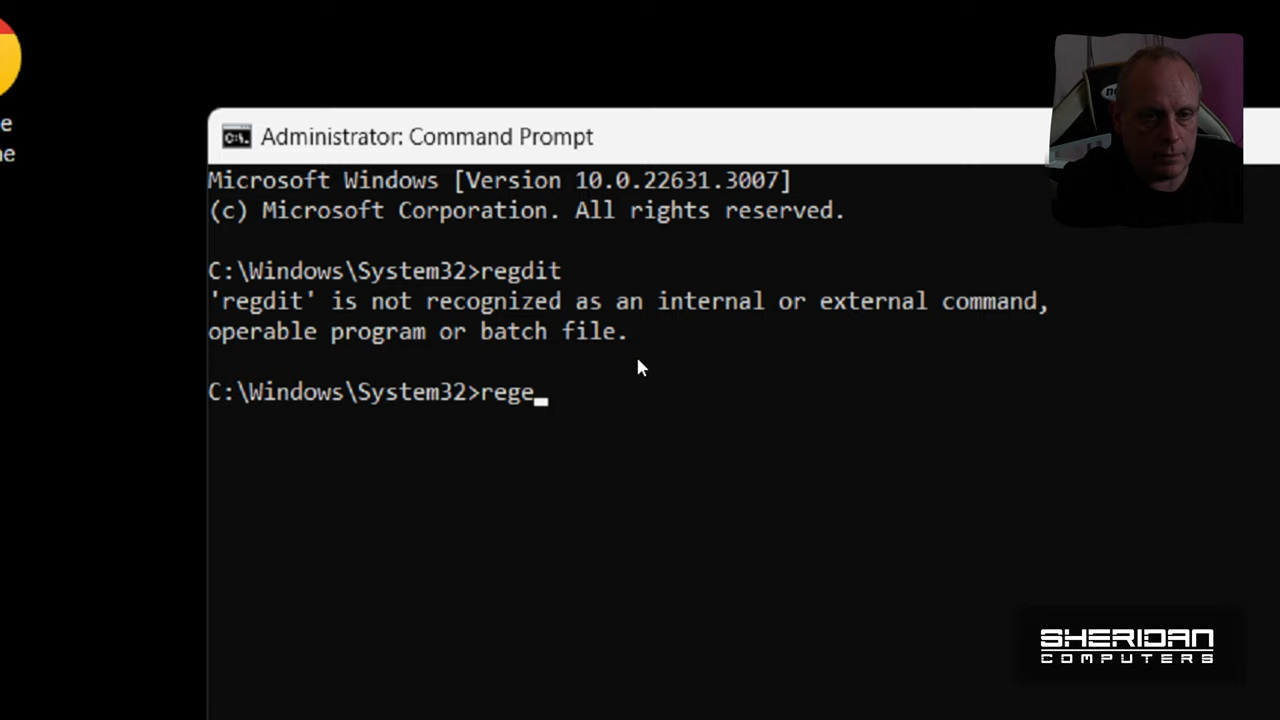 e
ne
Administrator: Command Prompt
Microsoft Windows [Version 10.0.22631.3007]
(c) Microsoft Corporation. All rights reserved.
C:\Windows\System32>regdit
'regdit' is not recognized as an internal or external command,
operable program or batch file.
C:\Windows\System32>rege
SHERIDAN
COMPUTERS